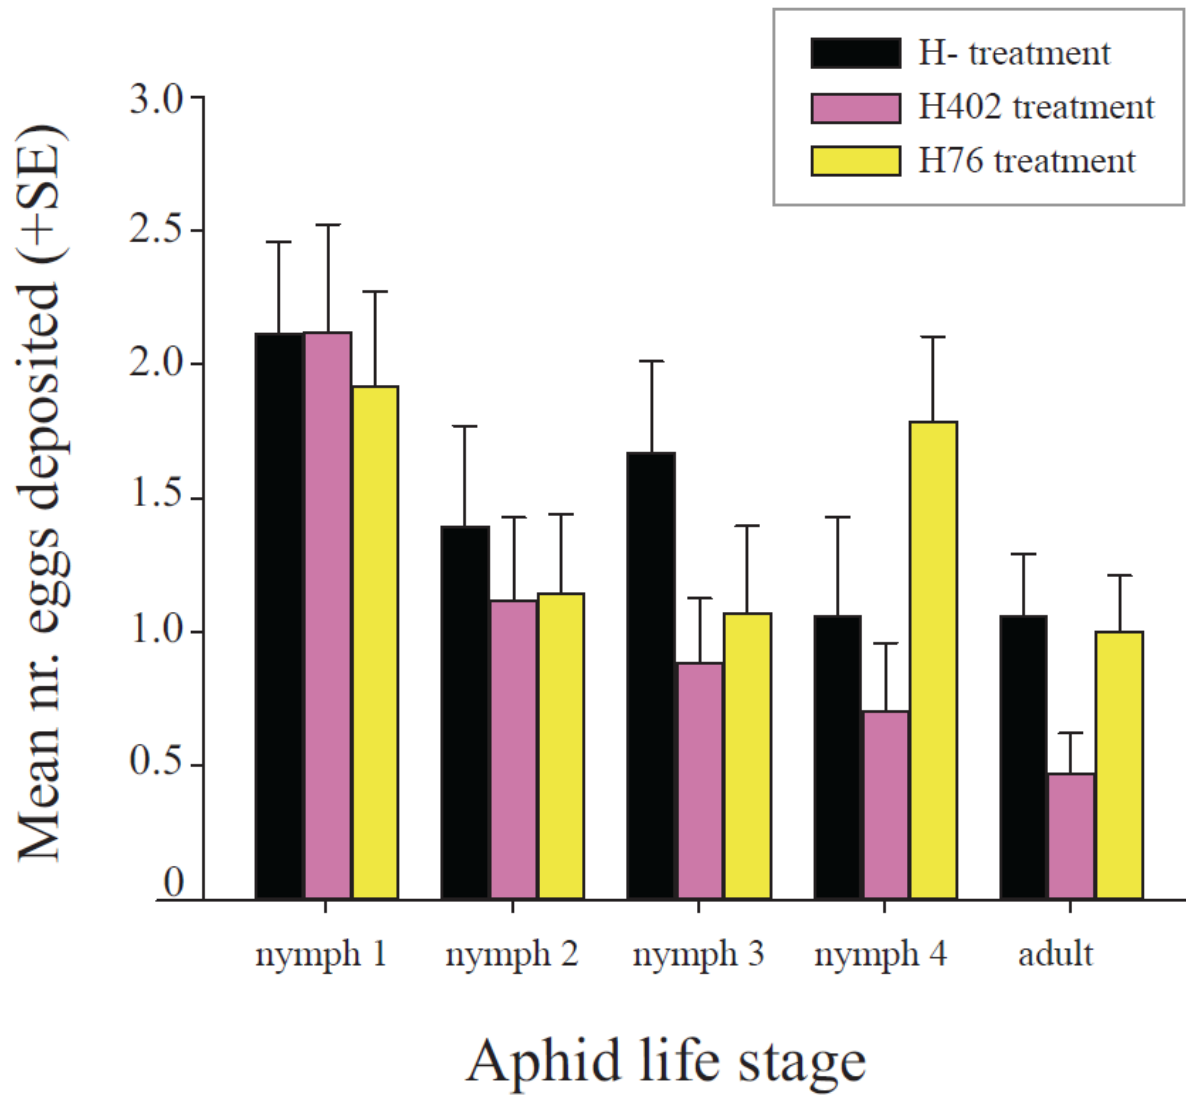 H- treatment
H402 treatment
H76 treatment
Mean nr. eggs deposited (+SE)
3.0
2.5
2.0
1.5
1.0
0.5
0
nymph 1
nymph 2
nymph 3
nymph 4
adult
Aphid life stage